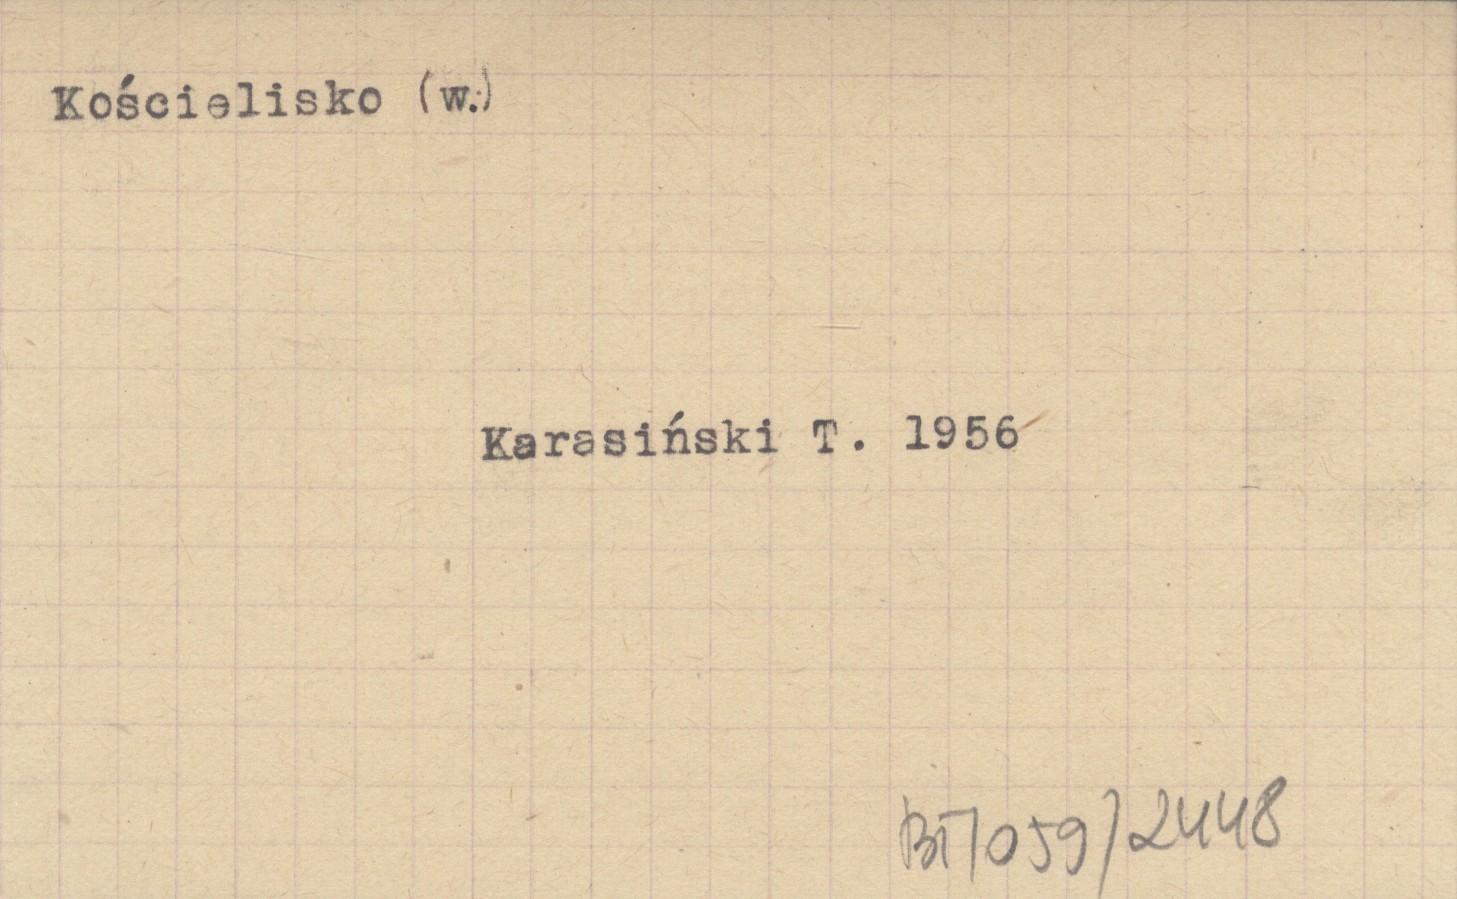 Kościelisko (w.)
Karasiński T. 1956
BT/059/2448